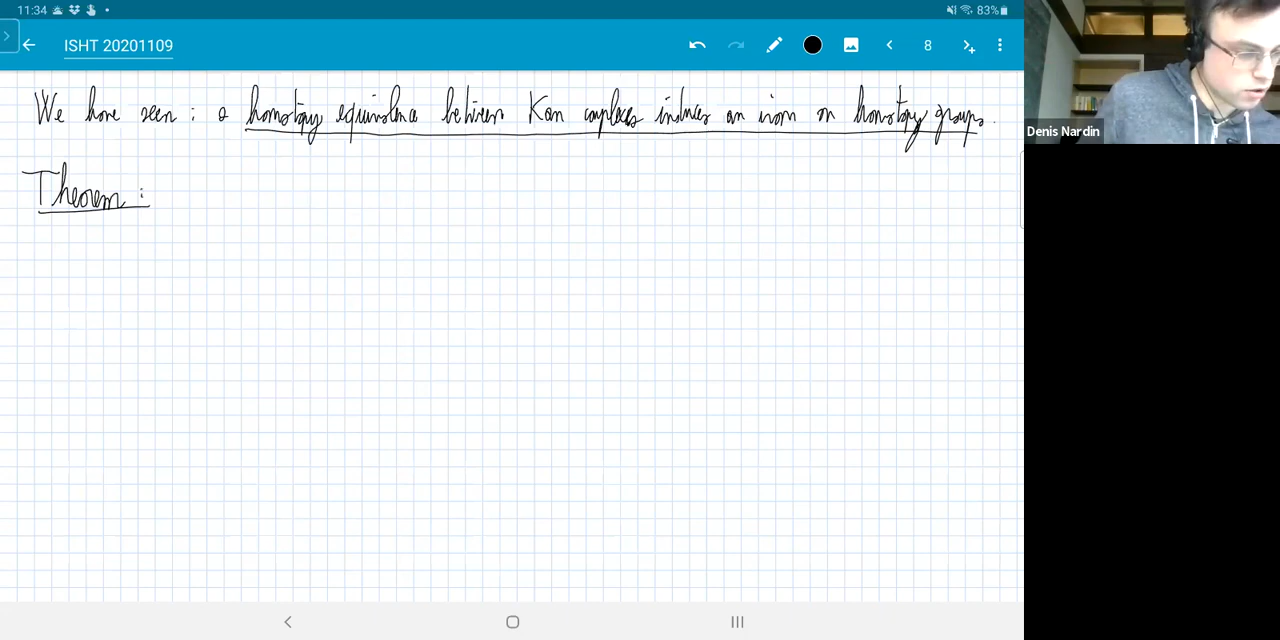 11:34
83%
ISHT 20201109
8
We have seen : a homotopy equivalence between Kan complexes induces an isom on homotopy groups.
Theorem :
Denis Nardin